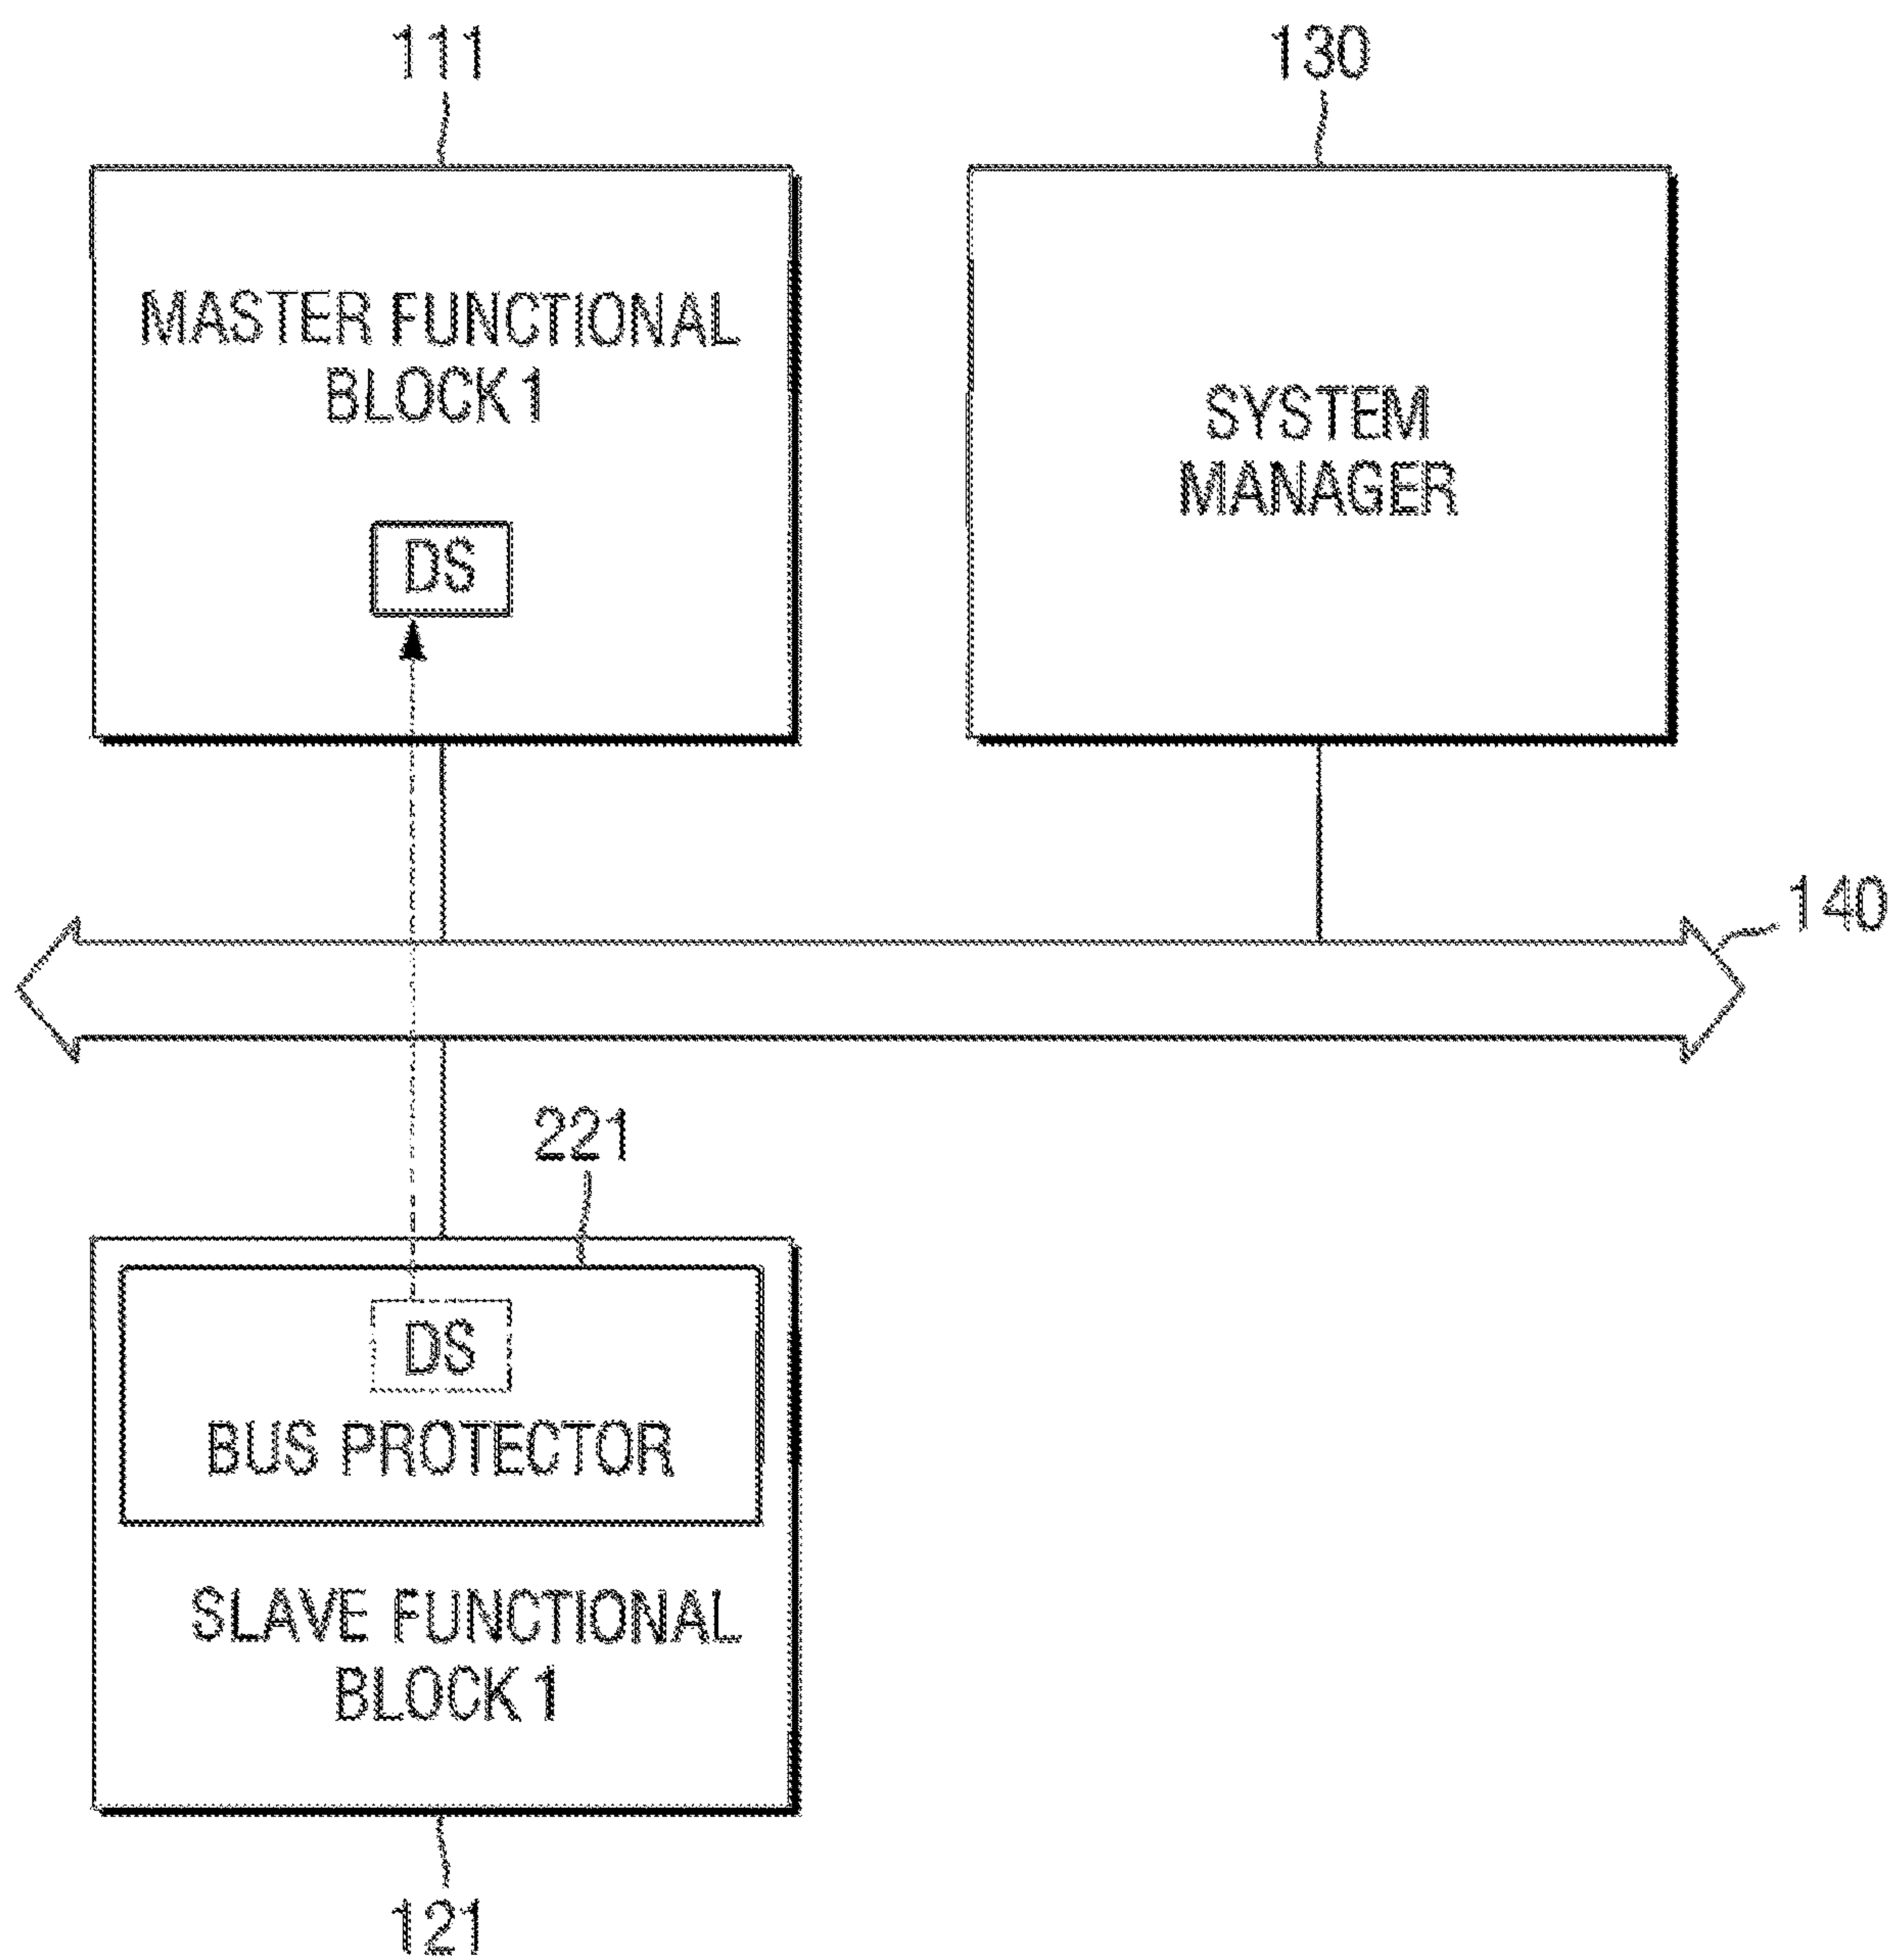 111
130
MASTER FUNCTIONAL
BLOCK 1
DS
SYSTEM
MANAGER
140
221
DS
BUS PROTECTOR
SLAVE FUNCTIONAL
BLOCK 1
121